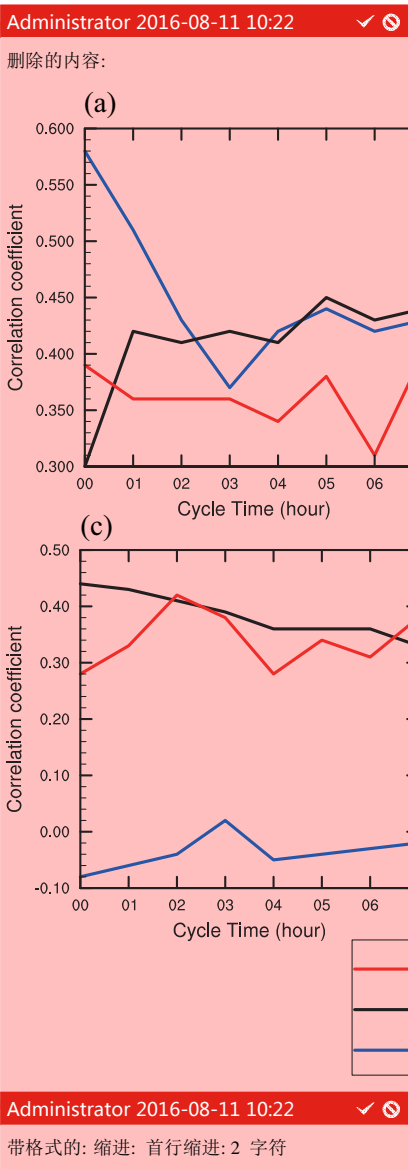 Administrator 2016-08-11 10:22
删除的内容:
(a)
0.600
0.550
0.500
0.450
0.400
0.350
0.300
Correlation coefficient
00 01 02 03 04 05 06
Cycle Time (hour)
(c)
0.50
0.40
0.30
0.20
0.10
0.00
-0.10
Correlation coefficient
00 01 02 03 04 05 06
Cycle Time (hour)
Administrator 2016-08-11 10:22
带格式的: 缩进: 首行缩进: 2 字符